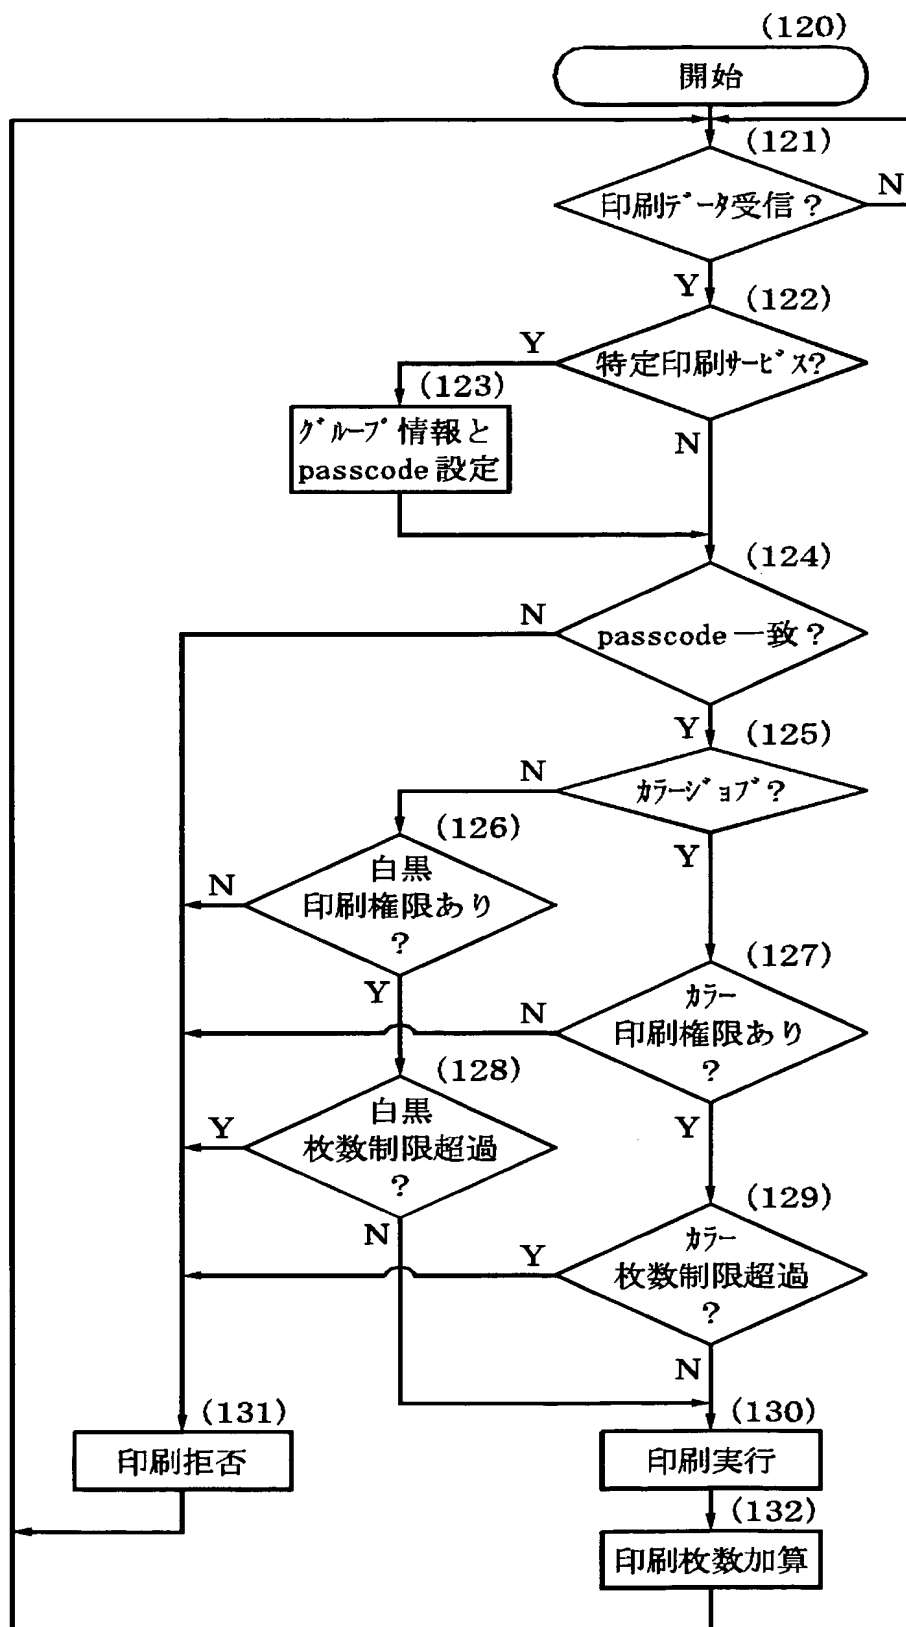 (120)
開始
(121)
印刷ﾃﾞｰﾀ受信？
N
Y
(122)
特定印刷ｻｰﾋﾞｽ?
Y
N
(123)
ｸﾞﾙｰﾌﾟ情報と
passcode設定
(124)
passcode一致？
N
Y
(125)
ｶﾗｰｼﾞｮﾌﾞ？
N
Y
(126)
白黒
印刷権限あり
？
N
Y
(127)
ｶﾗｰ
印刷権限あり
？
N
Y
(128)
白黒
枚数制限超過
？
Y
N
(129)
ｶﾗｰ
枚数制限超過
？
Y
N
(131)
印刷拒否
(130)
印刷実行
(132)
印刷枚数加算